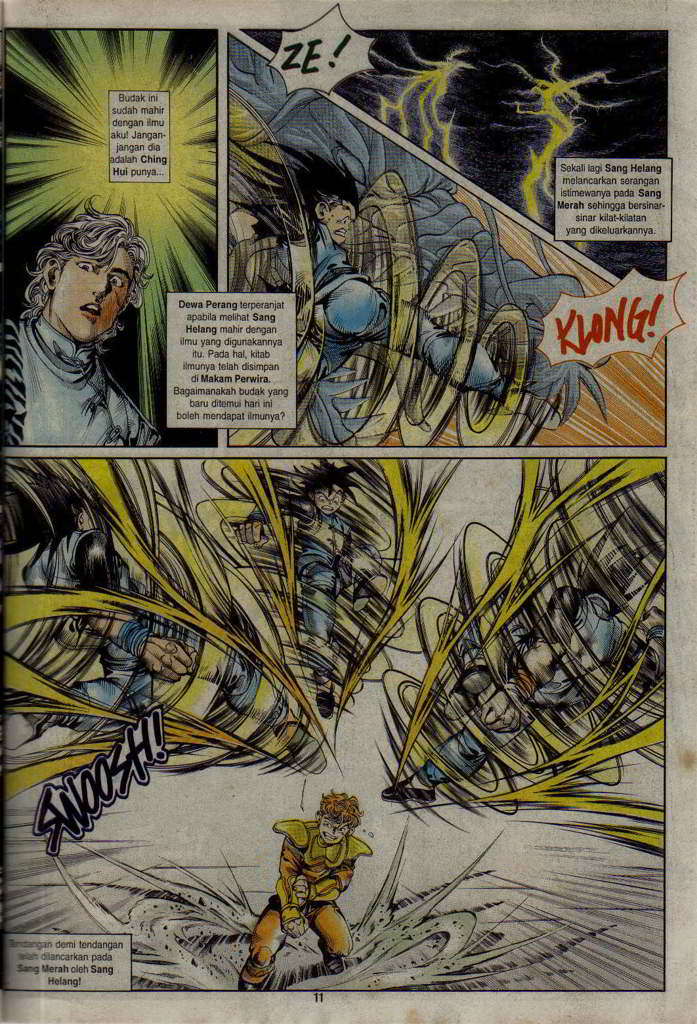 Budak ini
sudah mahir
dengan ilmu
aku! Jangan-
jangan dia
adalah Ching
Hui punya...
Dewa Perang terperanjat
apabila melihat Sang
Helang mahir dengan
ilmu yang digunakannya
itu. Pada hal, kitab
ilmunya telah disimpan
di Makam Perwira.
Bagaimanakah budak yang
baru ditemui hari ini
boleh mendapat ilmunya?
ZE!
Sekali lagi Sang Helang
melancarkan serangan
istimewanya pada Sang
Merah sehingga bersinar-
sinar kilat-kilatan
yang dikeluarkannya.
KLONG!
SWOOSH!
Tendangan demi tendangan
telah dilancarkan pada
Sang Merah oleh Sang
Helang!
11